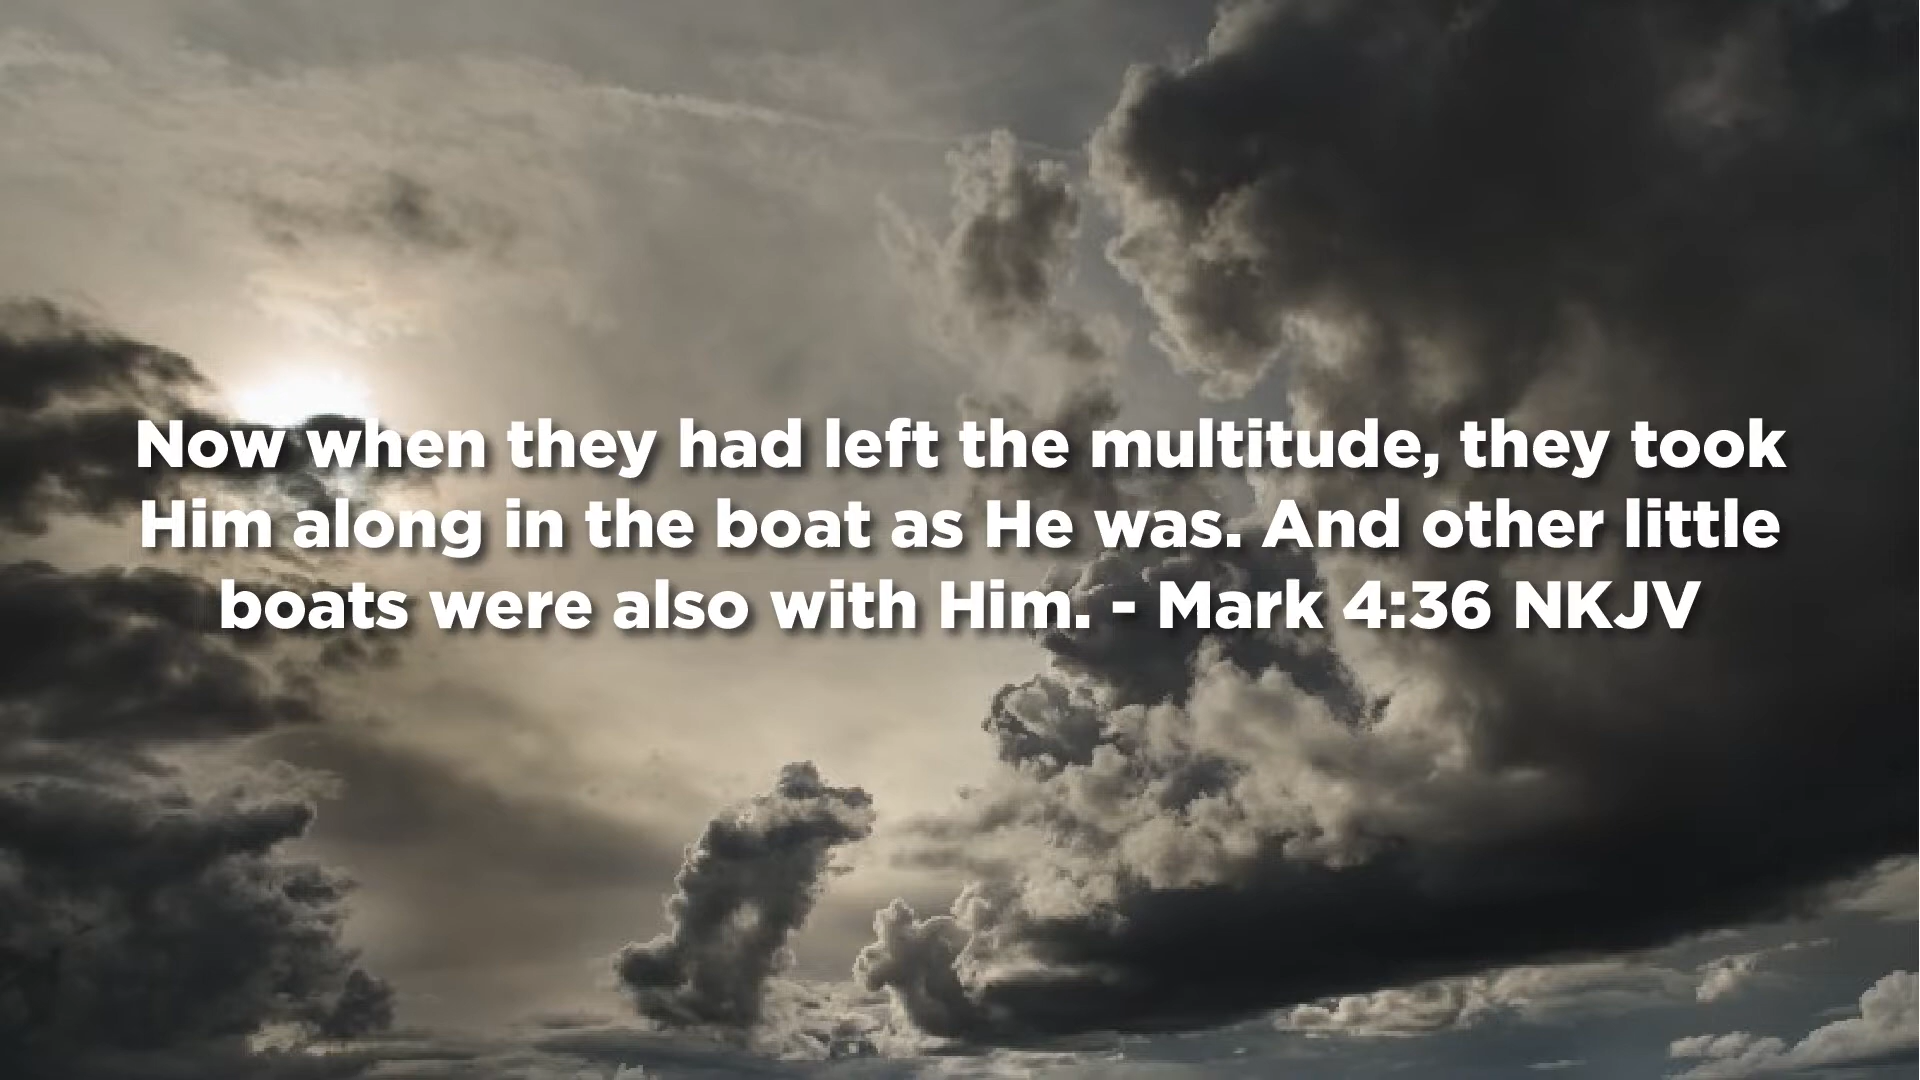 Now when they had left the multitude, they took
Him along in the boat as He was. And other little
boats were also with Him. - Mark 4:36 NKJV